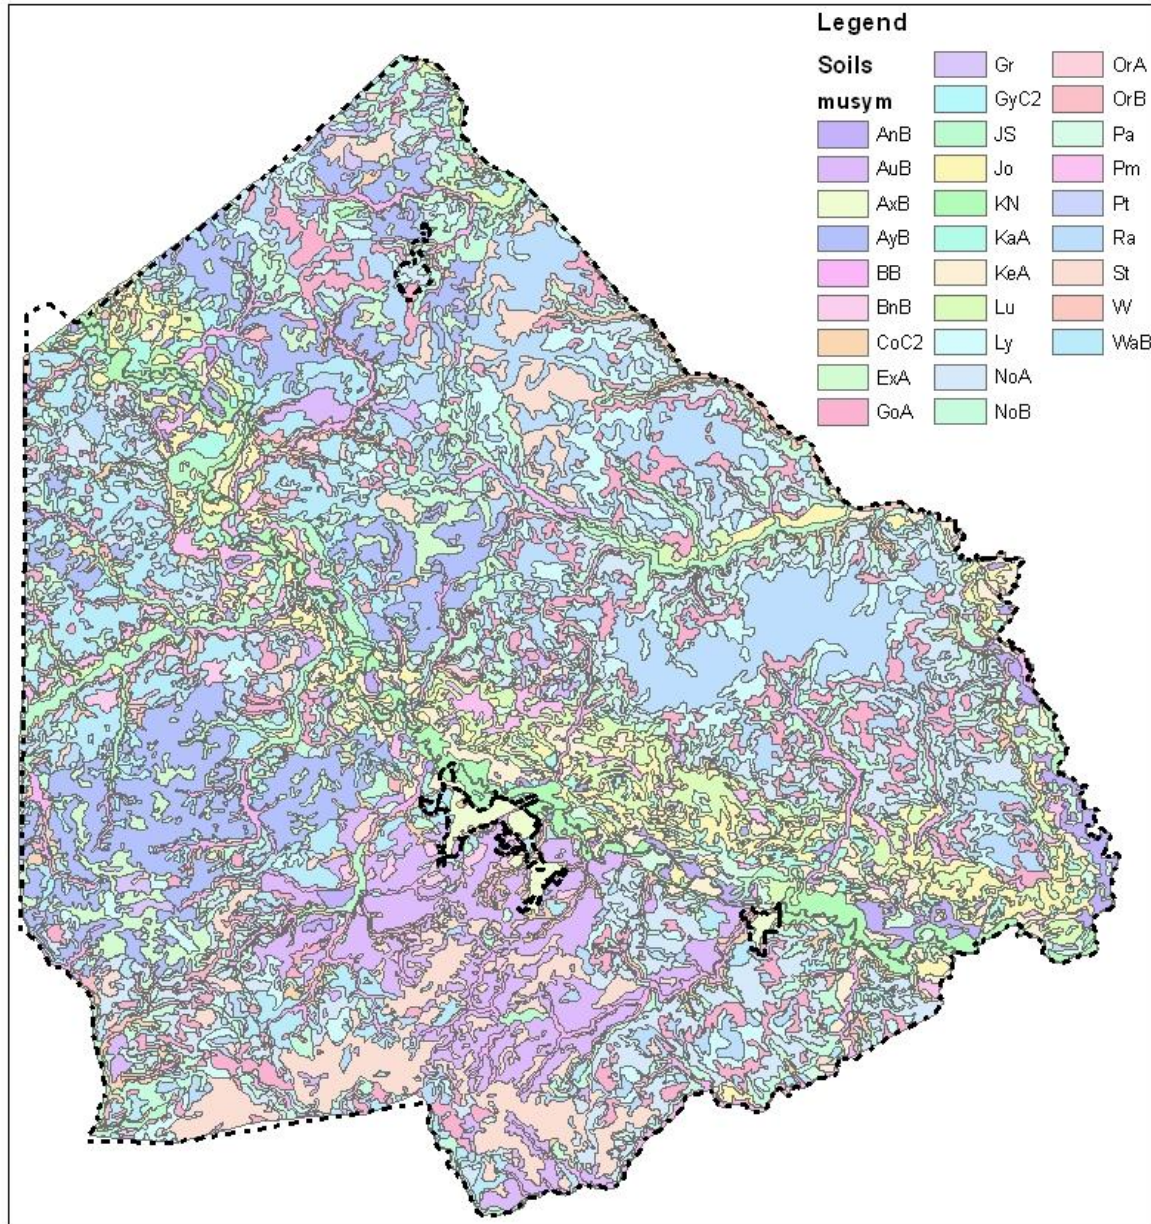 Legend
Soils
musym
AnB
AuB
AxB
AyB
BB
BnB
CoC2
ExA
GoA
Gr
GyC2
JS
Jo
KN
KaA
KeA
Lu
Ly
NoA
NoB
OrA
OrB
Pa
Pm
Pt
Ra
St
W
WaB